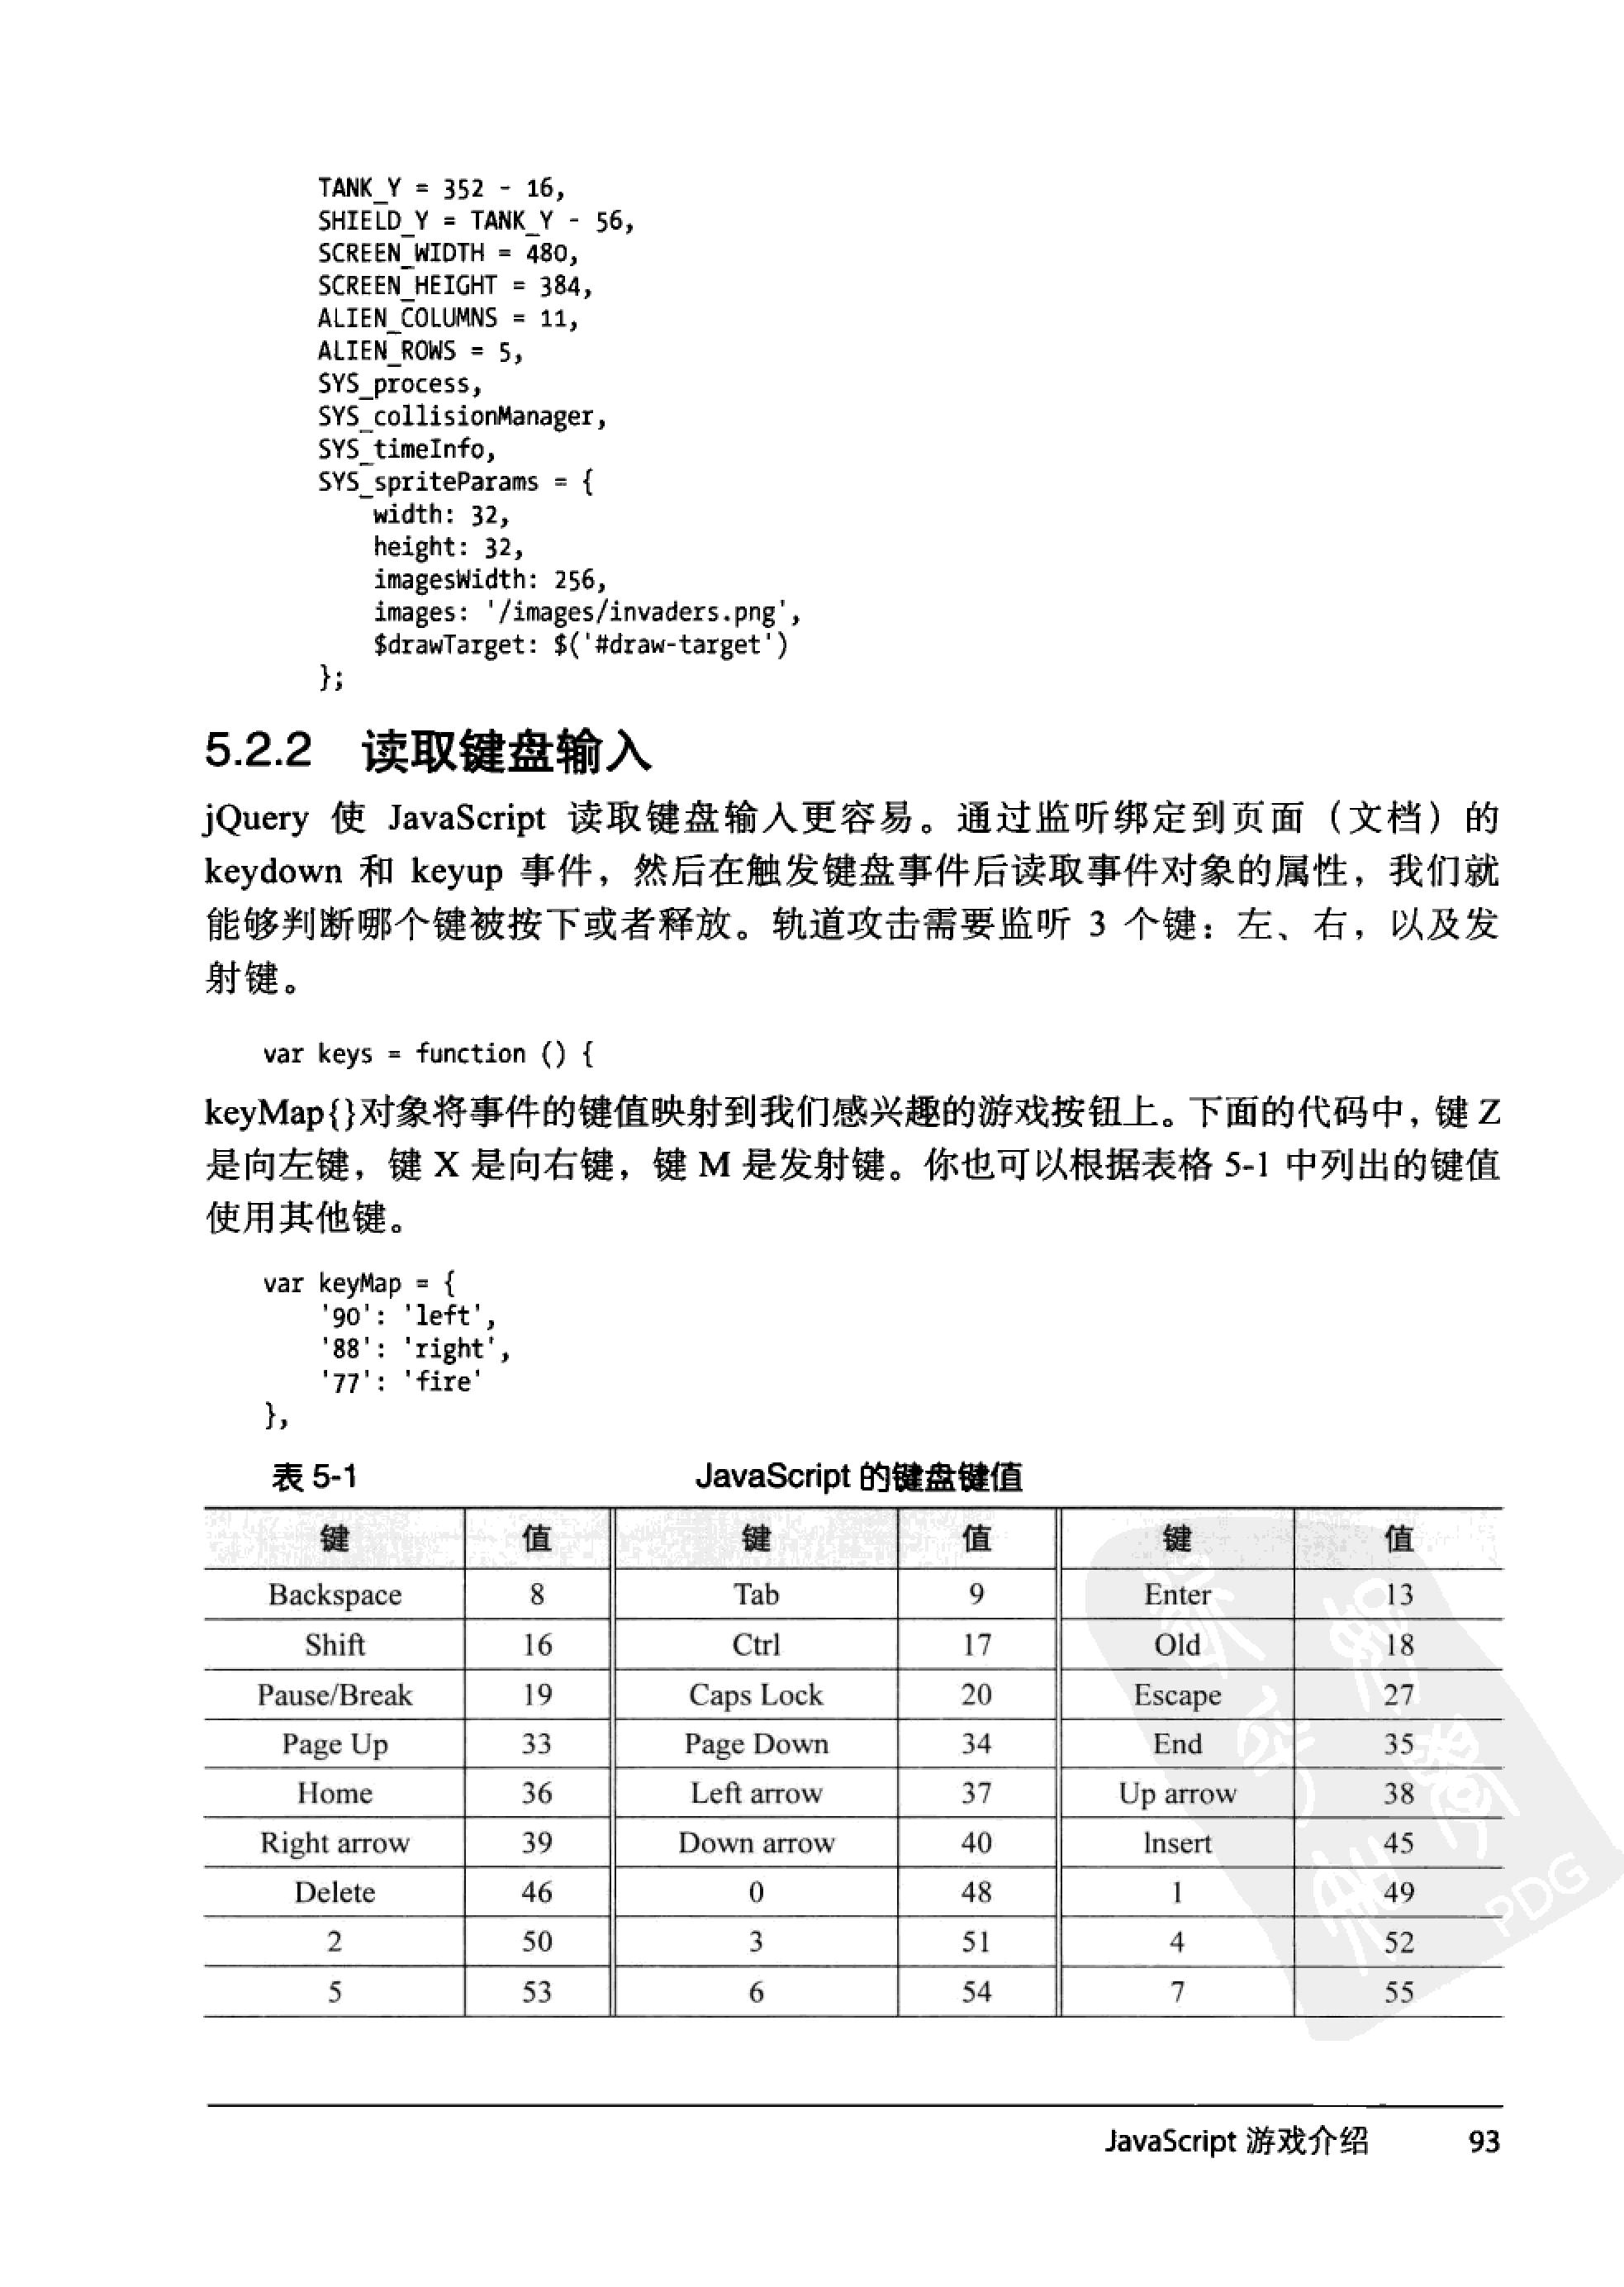 TANK_Y = 352 - 16,
SHIELD_Y = TANK_Y - 56,
SCREEN_WIDTH = 480,
SCREEN_HEIGHT = 384,
ALIEN_COLUMNS = 11,
ALIEN_ROWS = 5,
SYS_process,
SYS_collisionManager,
SYS_timeInfo,
SYS_spriteParams = {
    width: 32,
    height: 32,
    imagesWidth: 256,
    images: '/images/invaders.png',
    $drawTarget: $('#draw-target')
};
5.2.2 读取键盘输入
jQuery 使 JavaScript 读取键盘输入更容易。通过监听绑定到页面（文档）的
keydown 和 keyup 事件，然后在触发键盘事件后读取事件对象的属性，我们就
能够判断哪个键被按下或者释放。轨道攻击需要监听 3 个键：左、右，以及发
射键。
var keys = function () {
keyMap{}对象将事件的键值映射到我们感兴趣的游戏按钮上。下面的代码中，键 Z
是向左键，键 X 是向右键，键 M 是发射键。你也可以根据表格 5-1 中列出的键值
使用其他键。
var keyMap = {
    '90': 'left',
    '88': 'right',
    '77': 'fire'
},
表 5-1 JavaScript 的键盘键值
键 值 键 值 键 值
Backspace 8 Tab 9 Enter 13
Shift 16 Ctrl 17 Old 18
Pause/Break 19 Caps Lock 20 Escape 27
Page Up 33 Page Down 34 End 35
Home 36 Left arrow 37 Up arrow 38
Right arrow 39 Down arrow 40 Insert 45
Delete 46 0 48 1 49
2 50 3 51 4 52
5 53 6 54 7 55
PDG
JavaScript 游戏介绍 93